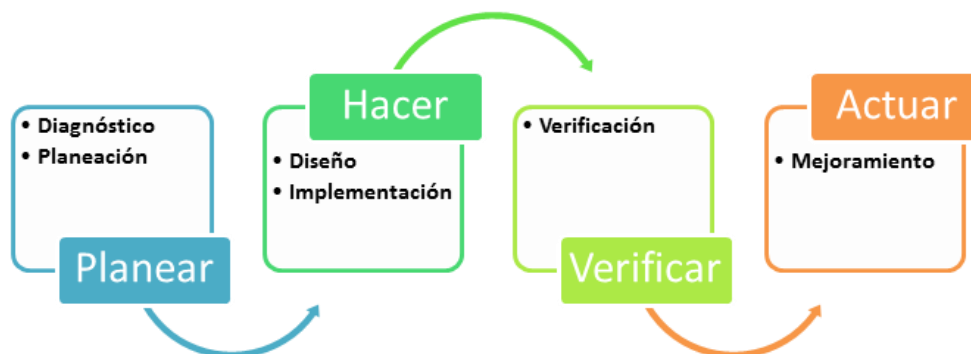 • Diagnóstico
• Planeación
Planear
Hacer
• Diseño
• Implementación
• Verificación
Verificar
Actuar
• Mejoramiento